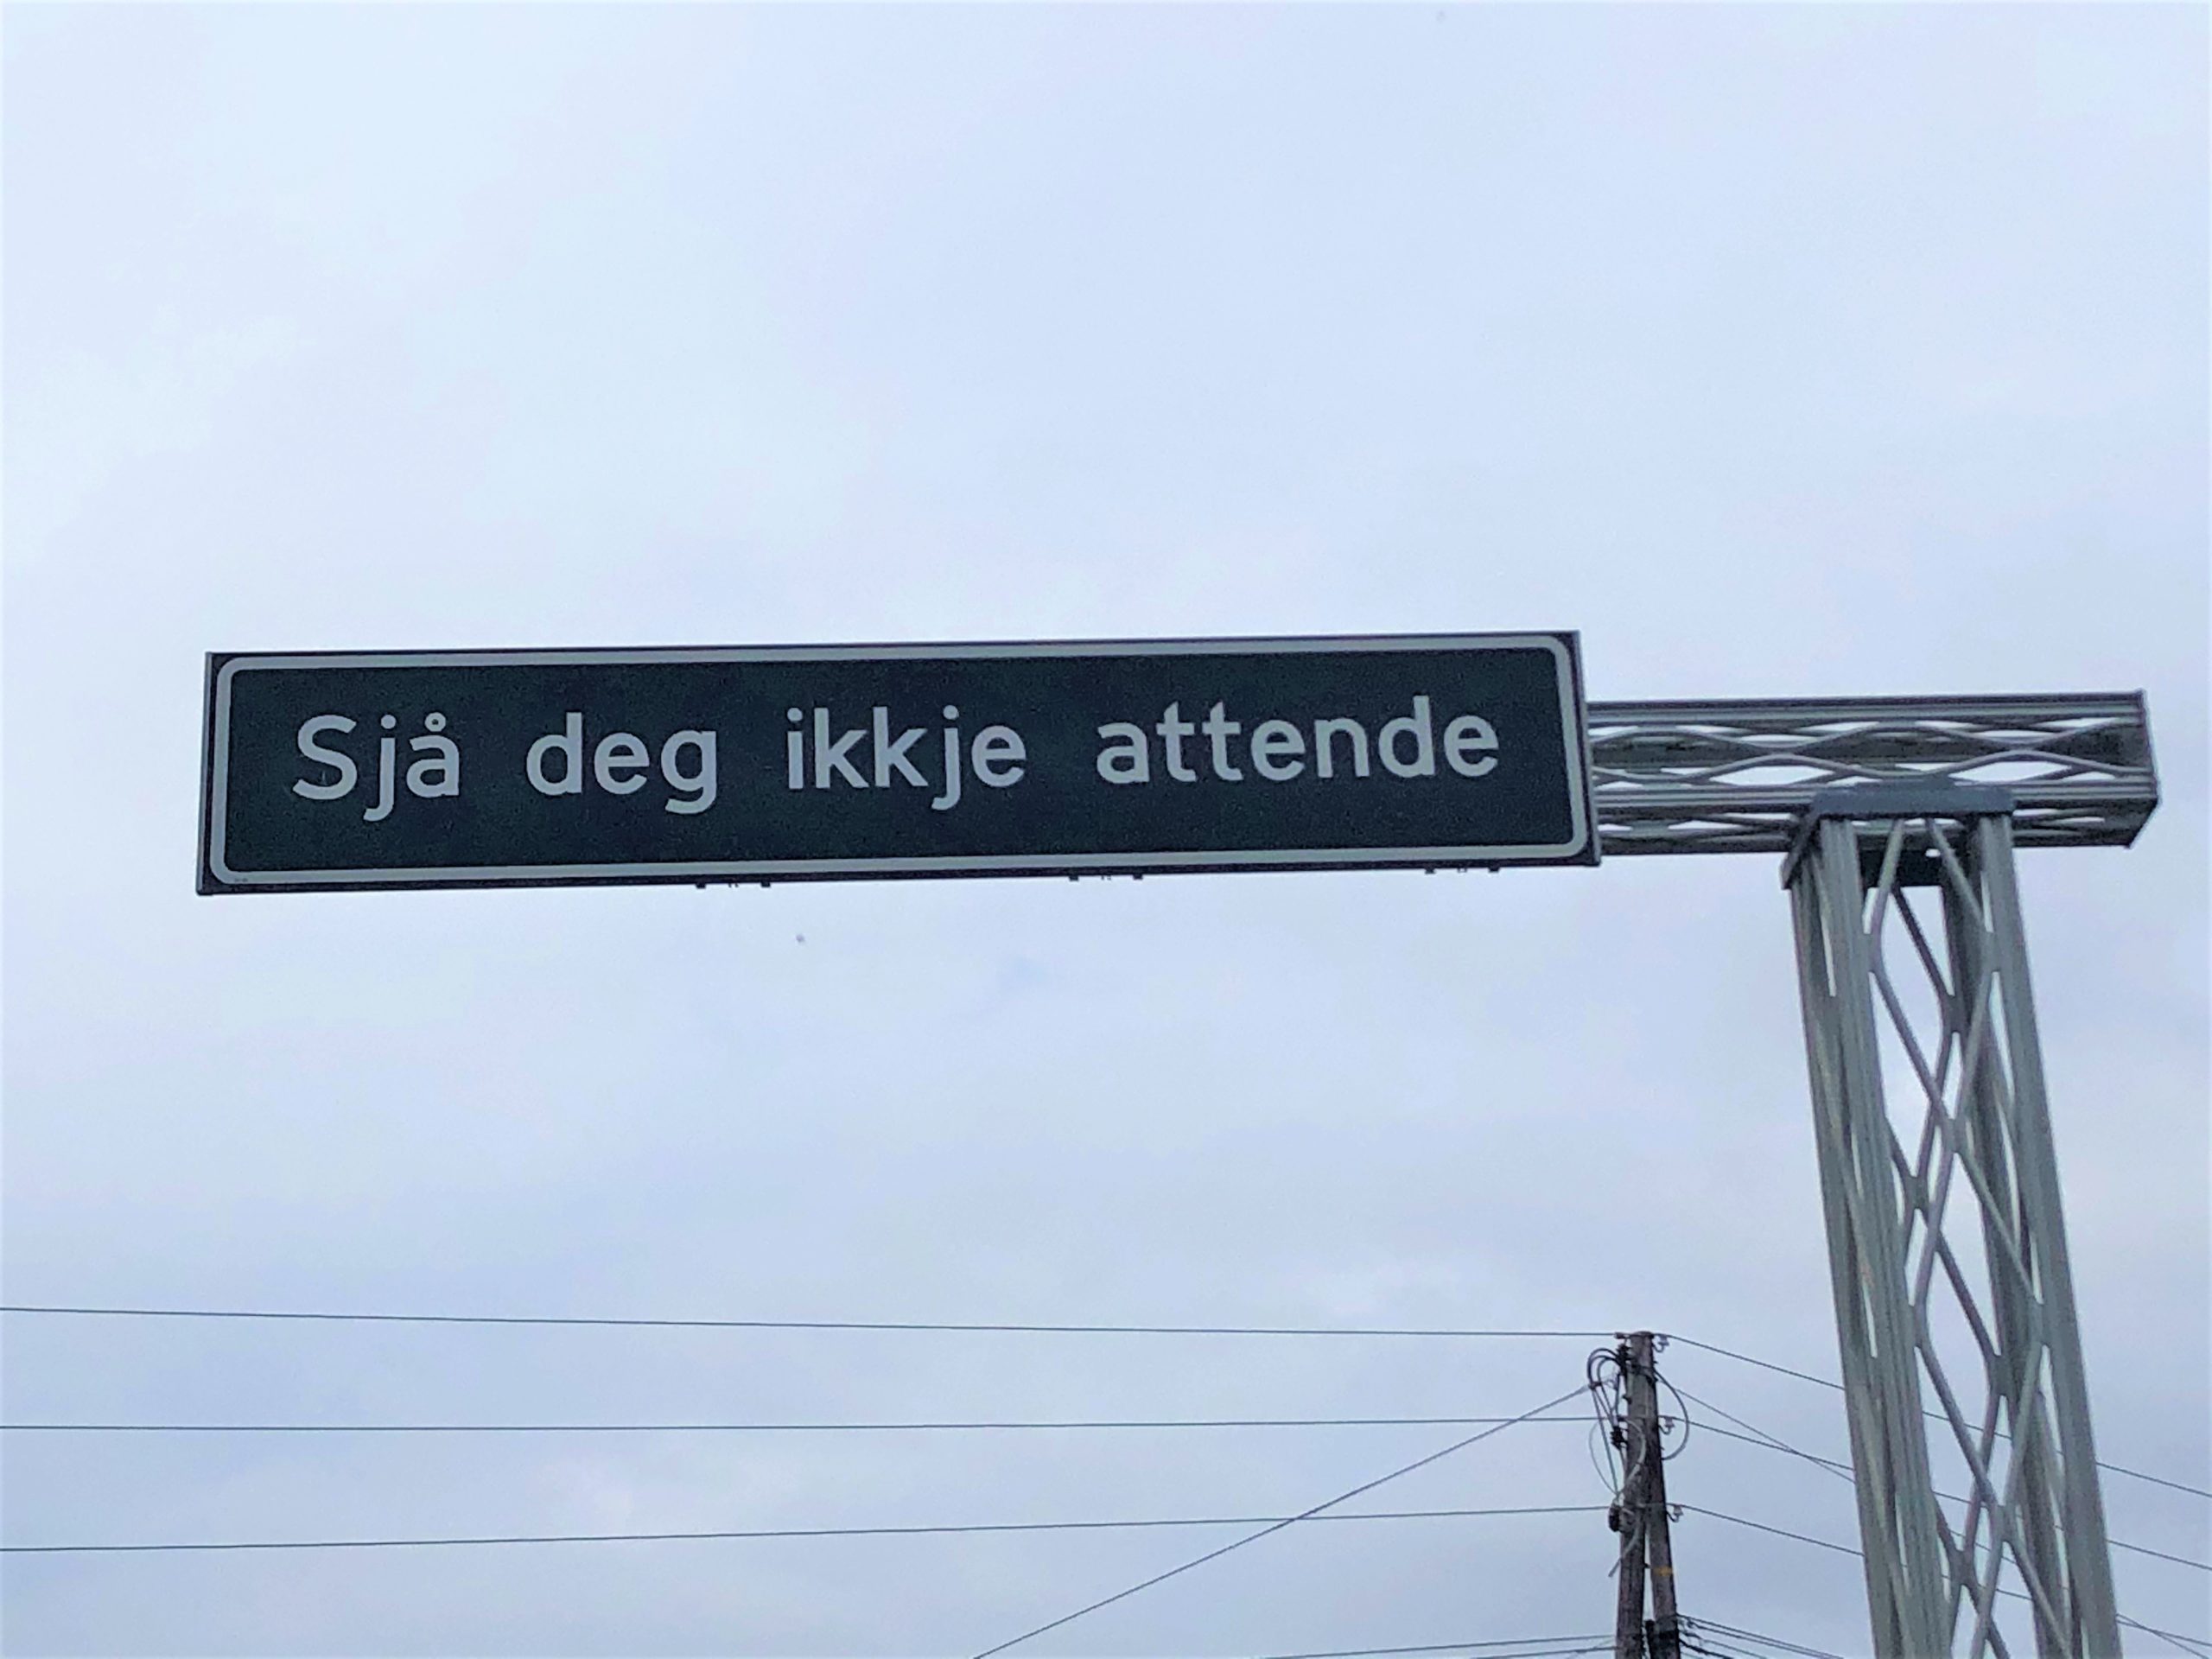 Sjå deg ikkje attende